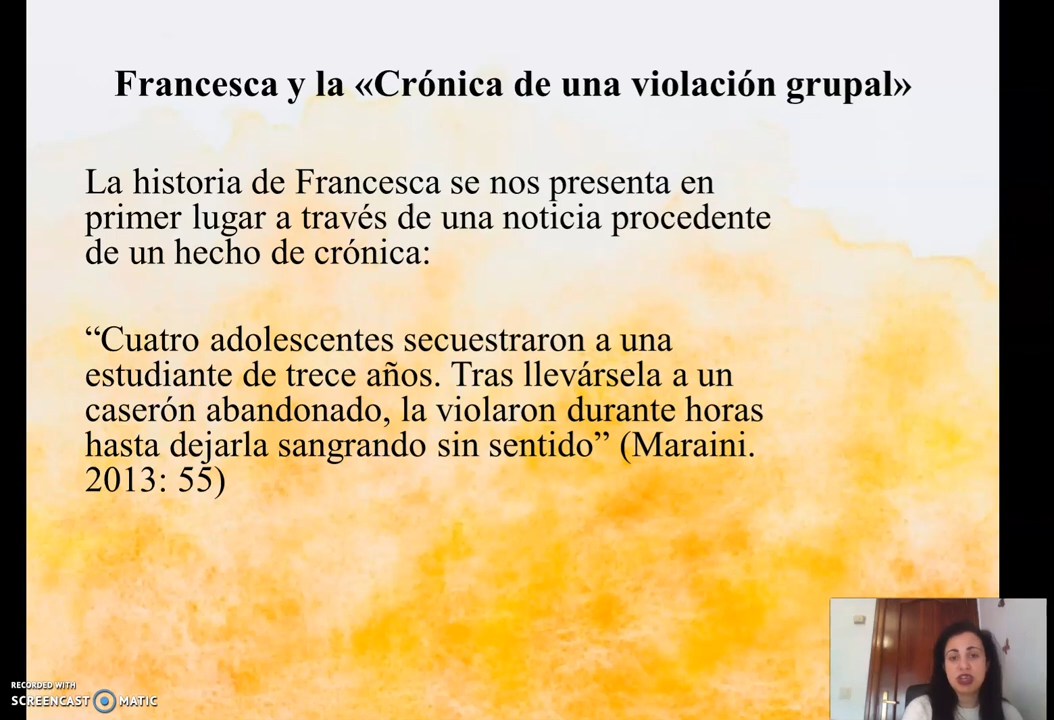 Francesca y la «Crónica de una violación grupal»
La historia de Francesca se nos presenta en
primer lugar a través de una noticia procedente
de un hecho de crónica:
“Cuatro adolescentes secuestraron a una
estudiante de trece años. Tras llevársela a un
caserón abandonado, la violaron durante horas
hasta dejarla sangrando sin sentido” (Maraini.
2013: 55)
RECORDED WITH
SCREENCAST MATIC